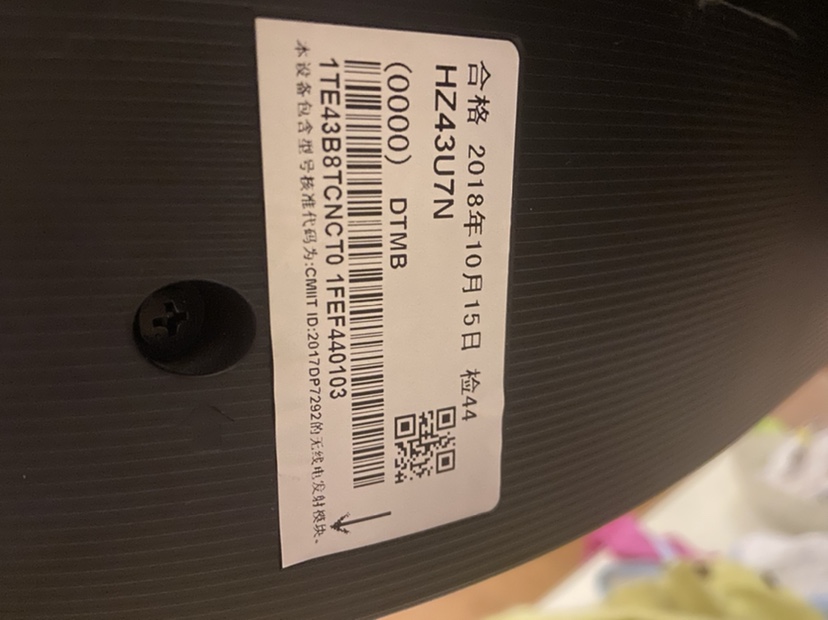 合格 2018年10月15日 检44
HZ43U7N
(0000) DTMB
1TE43B8TCNCT0 1FEF440103
本设备包含型号核准代码为:CMIIT ID:2017DP7292的无线电发射模块。